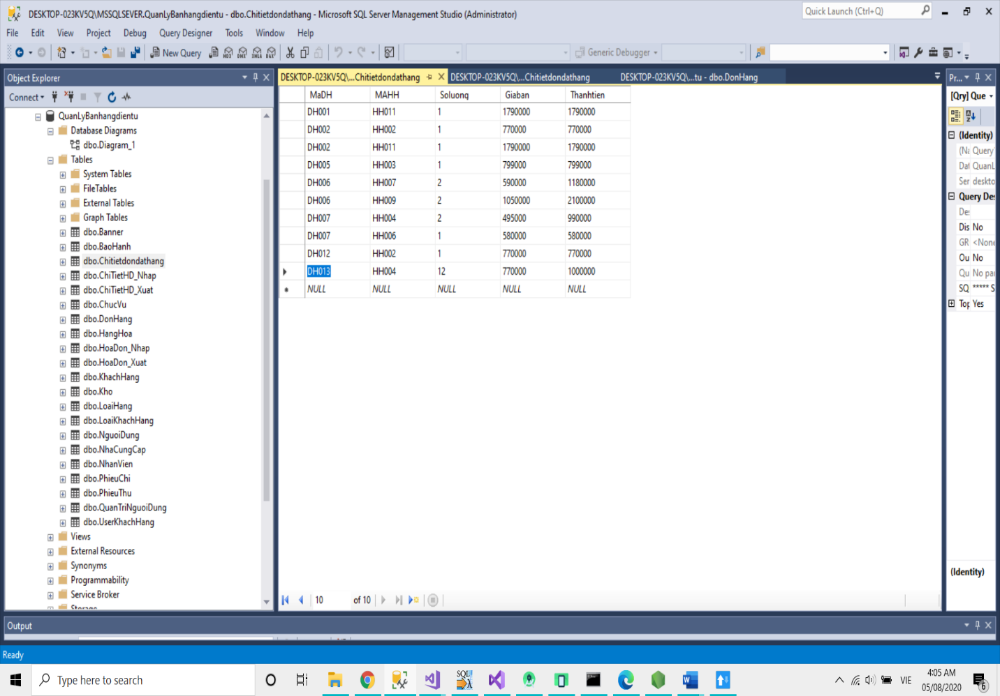 DESKTOP-023KV5Q\MSSQLSEVER.QuanLyBanhangdientu - dbo.Chitietdondathang - Microsoft SQL Server Management Studio (Administrator)
Quick Launch (Ctrl+Q)
File Edit View Project Debug Query Designer Tools Window Help
New Query
Generic Debugger
Object Explorer
Connect
QuanLyBanhangdientu
Database Diagrams
dbo.Diagram_1
Tables
System Tables
FileTables
External Tables
Graph Tables
dbo.Banner
dbo.BaoHanh
dbo.Chitietdondathang
dbo.ChiTietHD_Nhap
dbo.ChiTietHD_Xuat
dbo.ChucVu
dbo.DonHang
dbo.HangHoa
dbo.HoaDon_Nhap
dbo.HoaDon_Xuat
dbo.KhachHang
dbo.Kho
dbo.LoaiHang
dbo.LoaiKhachHang
dbo.NguoiDung
dbo.NhaCungCap
dbo.NhanVien
dbo.PhieuChi
dbo.PhieuThu
dbo.QuanTriNguoiDung
dbo.UserKhachHang
Views
External Resources
Synonyms
Programmability
Service Broker
Storage
DESKTOP-023KV5Q\...Chitietdondathang DESKTOP-023KV5Q\...Chitietdondathang DESKTOP-023KV5Q\...tu - dbo.DonHang
MaDH MAHH Soluong Giaban Thanhtien
DH001 HH011 1 1790000 1790000
DH002 HH002 1 770000 770000
DH002 HH011 1 1790000 1790000
DH005 HH003 1 799000 799000
DH006 HH007 2 590000 1180000
DH006 HH009 2 1050000 2100000
DH007 HH004 2 495000 990000
DH007 HH006 1 580000 580000
DH012 HH002 1 770000 770000
DH013 HH004 12 770000 1000000
NULL NULL NULL NULL NULL
10 of 10
Pr...
[Qry] Que
(Identity)
(Na Query
Dat QuanL
Ser deskto
Query De
De
Dis No
GR <None
Ou No
Qu No pa
SQ ***** S
Top Yes
(Identity)
Output
Ready
Type here to search
SQL
VIE
4:05 AM
05/08/2020
6